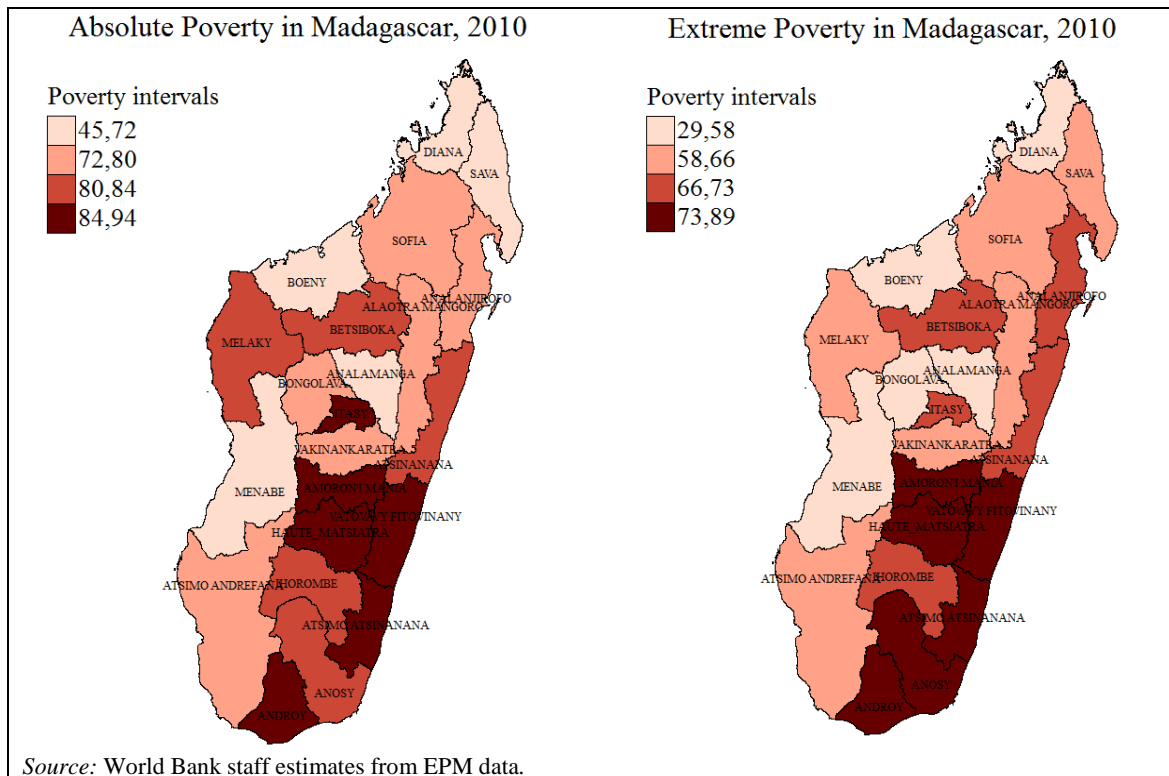 Absolute Poverty in Madagascar, 2010
Poverty intervals
45,72
72,80
80,84
84,94
DIANA
SAVA
SOFIA
BOENY
ANALANJIROFO
ALAOTRA MANGORO
BETSIBOKA
MELAKY
ANALAMANGA
BONGOLAVA
ITASY
VAKINANKARATRA
ATSINANANA
AMORONI MANIA
MENABE
VATOVAVY FITOVINANY
HAUTE_MATSIATRA
ATSIMO ANDREFANA
IHOROMBE
ATSIMO ATSINANANA
ANOSY
ANDROY
Extreme Poverty in Madagascar, 2010
Poverty intervals
29,58
58,66
66,73
73,89
DIANA
SAVA
SOFIA
BOENY
ANALANJIROFO
ALAOTRA MANGORO
BETSIBOKA
MELAKY
ANALAMANGA
BONGOLAVA
ITASY
VAKINANKARATRA
ATSINANANA
AMORONI MANIA
MENABE
VATOVAVY FITOVINANY
HAUTE_MATSIATRA
ATSIMO ANDREFANA
IHOROMBE
ATSIMO ATSINANANA
ANOSY
ANDROY
Source: World Bank staff estimates from EPM data.